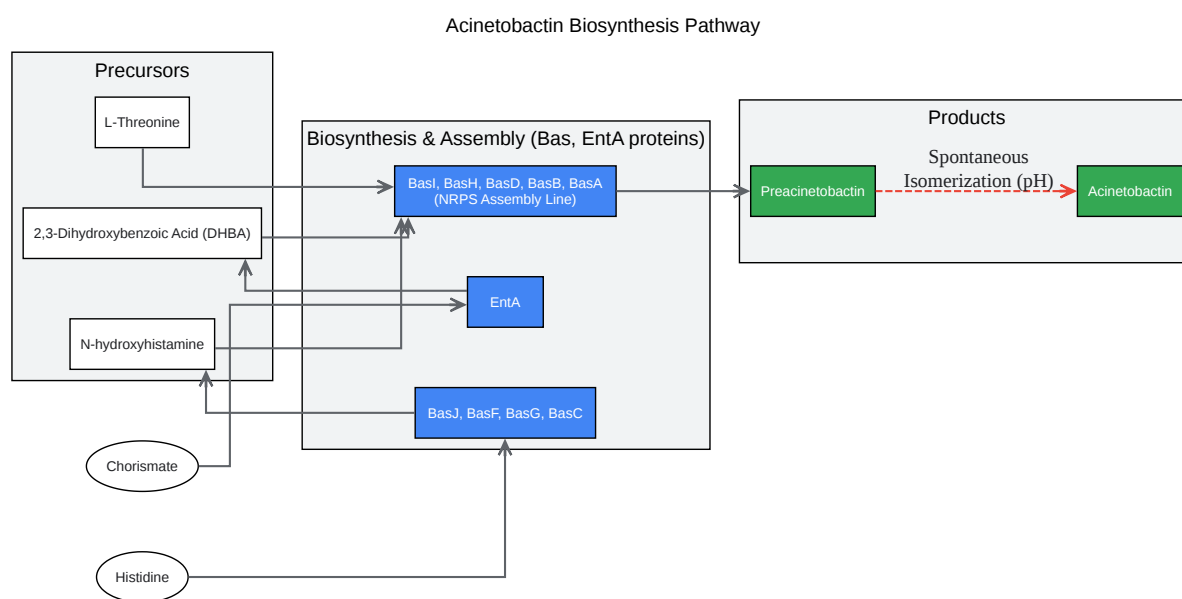 Acinetobactin Biosynthesis Pathway
Precursors
L-Threonine
2,3-Dihydroxybenzoic Acid (DHBA)
N-hydroxyhistamine
Chorismate
Histidine
Biosynthesis & Assembly (Bas, EntA proteins)
BasI, BasH, BasD, BasB, BasA
(NRPS Assembly Line)
EntA
BasJ, BasF, BasG, BasC
Products
Preacinetobactin
Spontaneous
Isomerization (pH)
Acinetobactin